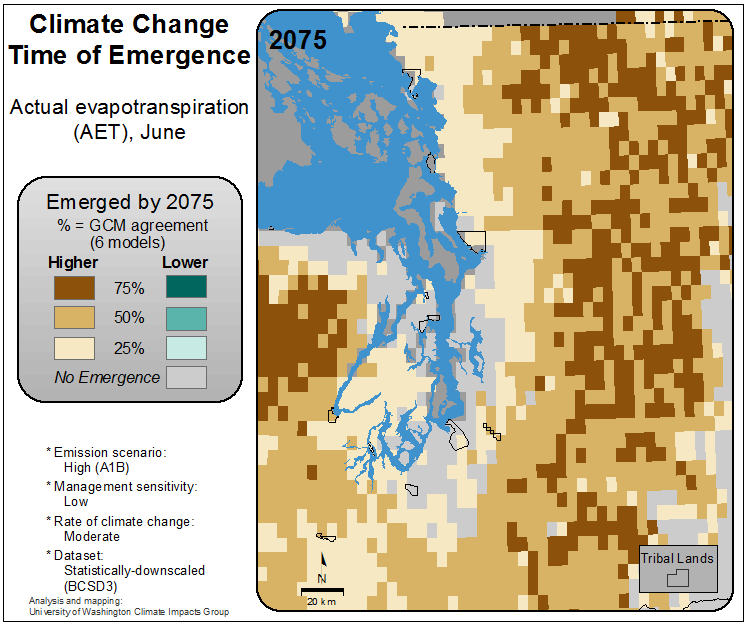 Climate Change
Time of Emergence
Actual evapotranspiration
(AET), June
Emerged by 2075
% = GCM agreement
(6 models)
Higher Lower
75%
50%
25%
No Emergence
* Emission scenario:
High (A1B)
* Management sensitivity:
Low
* Rate of climate change:
Moderate
* Dataset:
Statistically-downscaled
(BCSD3)
Analysis and mapping:
University of Washington Climate Impacts Group
2075
N
20 km
Tribal Lands